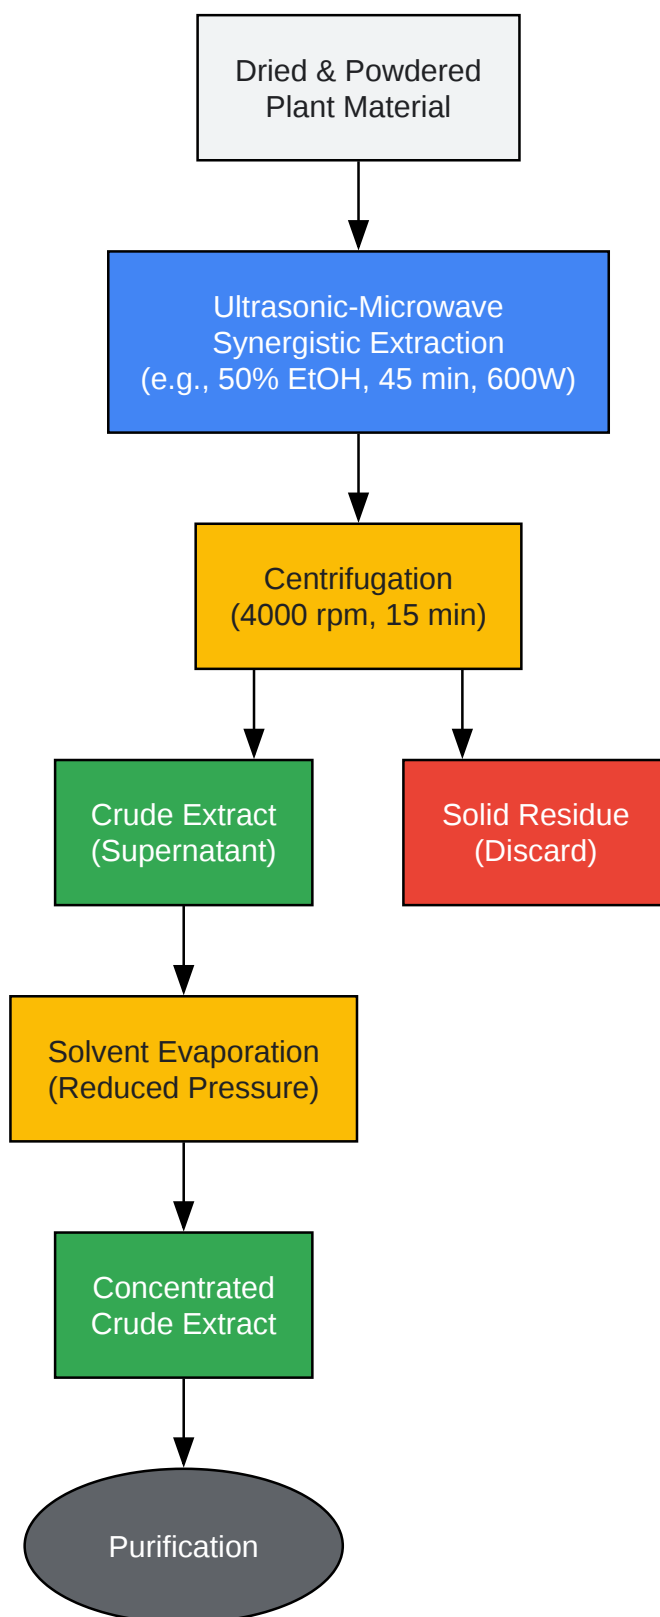 Dried & Powdered
Plant Material
Ultrasonic-Microwave
Synergistic Extraction
(e.g., 50% EtOH, 45 min, 600W)
Centrifugation
(4000 rpm, 15 min)
Crude Extract
(Supernatant)
Solid Residue
(Discard)
Solvent Evaporation
(Reduced Pressure)
Concentrated
Crude Extract
Purification